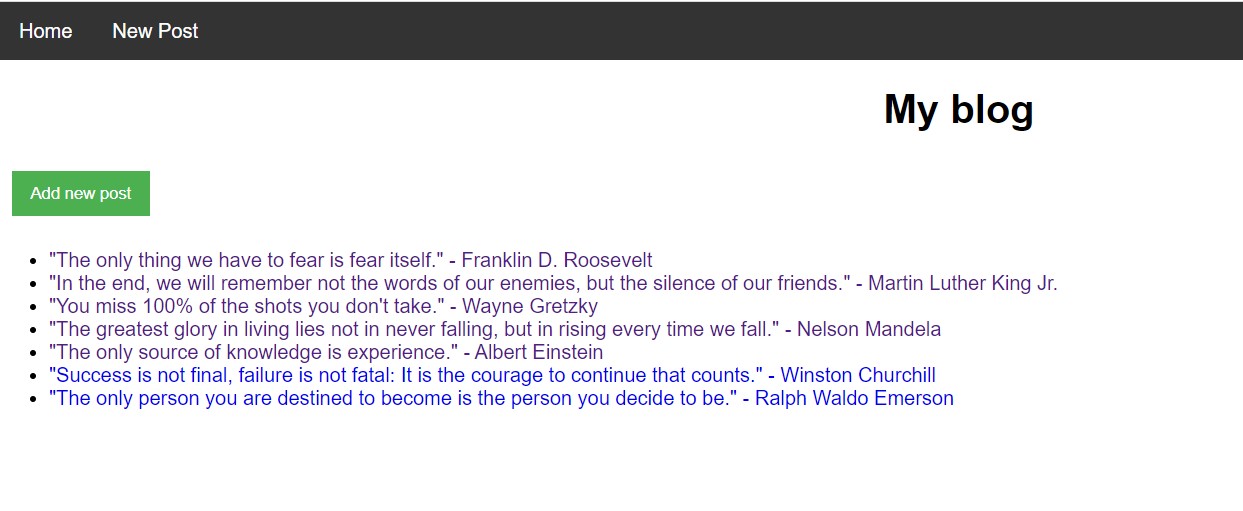 Home New Post
My blog
Add new post
"The only thing we have to fear is fear itself." - Franklin D. Roosevelt
"In the end, we will remember not the words of our enemies, but the silence of our friends." - Martin Luther King Jr.
"You miss 100% of the shots you don't take." - Wayne Gretzky
"The greatest glory in living lies not in never falling, but in rising every time we fall." - Nelson Mandela
"The only source of knowledge is experience." - Albert Einstein
"Success is not final, failure is not fatal: It is the courage to continue that counts." - Winston Churchill
"The only person you are destined to become is the person you decide to be." - Ralph Waldo Emerson